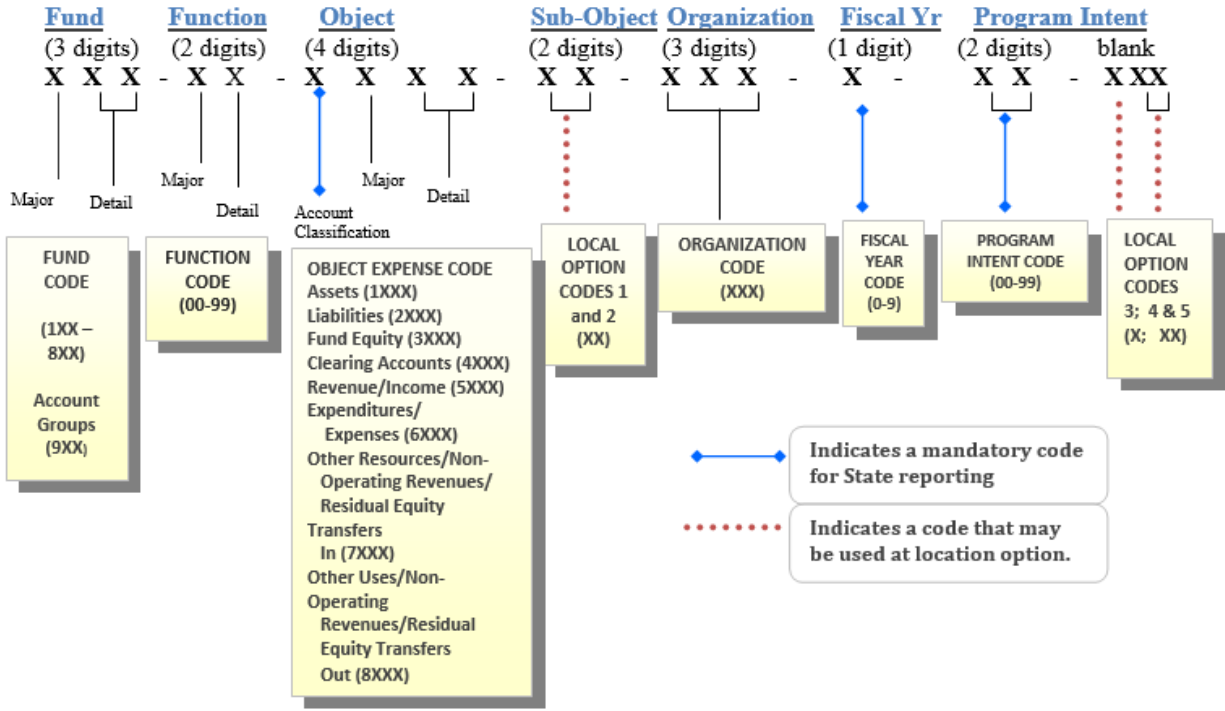 Fund Function Object Sub-Object Organization Fiscal Yr Program Intent
(3 digits) (2 digits) (4 digits) (2 digits) (3 digits) (1 digit) (2 digits) blank
X X X - X X - X X X X - X X - X X X - X - X X - X XX
Major
Detail
Major
Detail
Account
Classification
Major
Detail
FUND
CODE
(1XX –
8XX)
Account
Groups
(9XX)
FUNCTION
CODE
(00-99)
OBJECT EXPENSE CODE
Assets (1XXX)
Liabilities (2XXX)
Fund Equity (3XXX)
Clearing Accounts (4XXX)
Revenue/Income (5XXX)
Expenditures/
Expenses (6XXX)
Other Resources/Non-
Operating Revenues/
Residual Equity
Transfers
In (7XXX)
Other Uses/Non-
Operating
Revenues/Residual
Equity Transfers
Out (8XXX)
LOCAL
OPTION
CODES 1
and 2
(XX)
ORGANIZATION
CODE
(XXX)
FISCAL
YEAR
CODE
(0-9)
PROGRAM
INTENT CODE
(00-99)
LOCAL
OPTION
CODES
3; 4 & 5
(X; XX)
Indicates a mandatory code
for State reporting
Indicates a code that may
be used at location option.